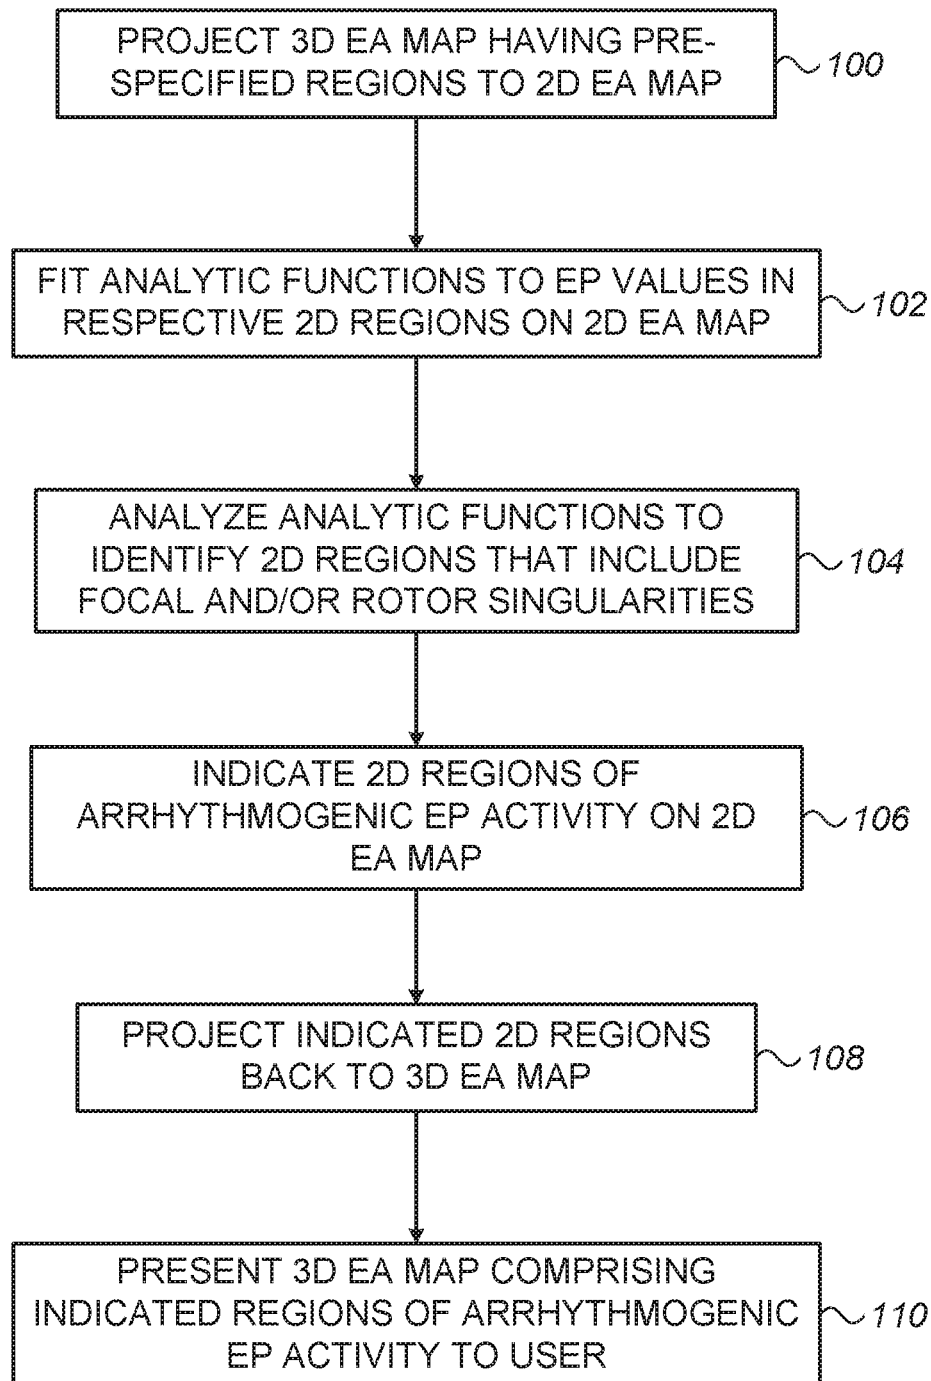 PROJECT 3D EA MAP HAVING PRE-
SPECIFIED REGIONS TO 2D EA MAP
100
FIT ANALYTIC FUNCTIONS TO EP VALUES IN
RESPECTIVE 2D REGIONS ON 2D EA MAP
102
ANALYZE ANALYTIC FUNCTIONS TO
IDENTIFY 2D REGIONS THAT INCLUDE
FOCAL AND/OR ROTOR SINGULARITIES
104
INDICATE 2D REGIONS OF
ARRHYTHMOGENIC EP ACTIVITY ON 2D
EA MAP
106
PROJECT INDICATED 2D REGIONS
BACK TO 3D EA MAP
108
PRESENT 3D EA MAP COMPRISING
INDICATED REGIONS OF ARRHYTHMOGENIC
EP ACTIVITY TO USER
110